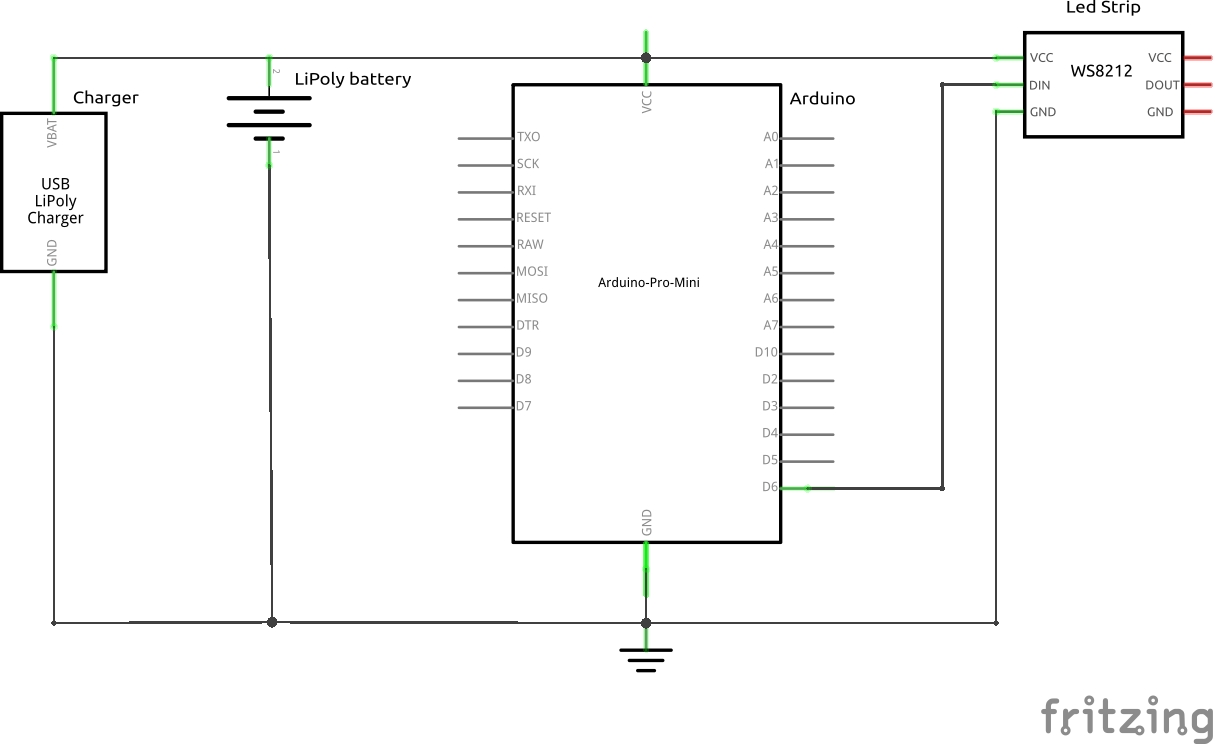 Led Strip
VCC
VCC
WS8212
DIN
DOUT
GND
GND
2
LiPoly battery
Charger
VBAT
USB
LiPoly
Charger
GND
1
VCC
Arduino
TXO
A0
SCK
A1
RXI
A2
RESET
A3
RAW
A4
MOSI
A5
Arduino-Pro-Mini
MISO
A6
DTR
A7
D9
D10
D8
D2
D7
D3
D4
D5
D6
GND
fritzing